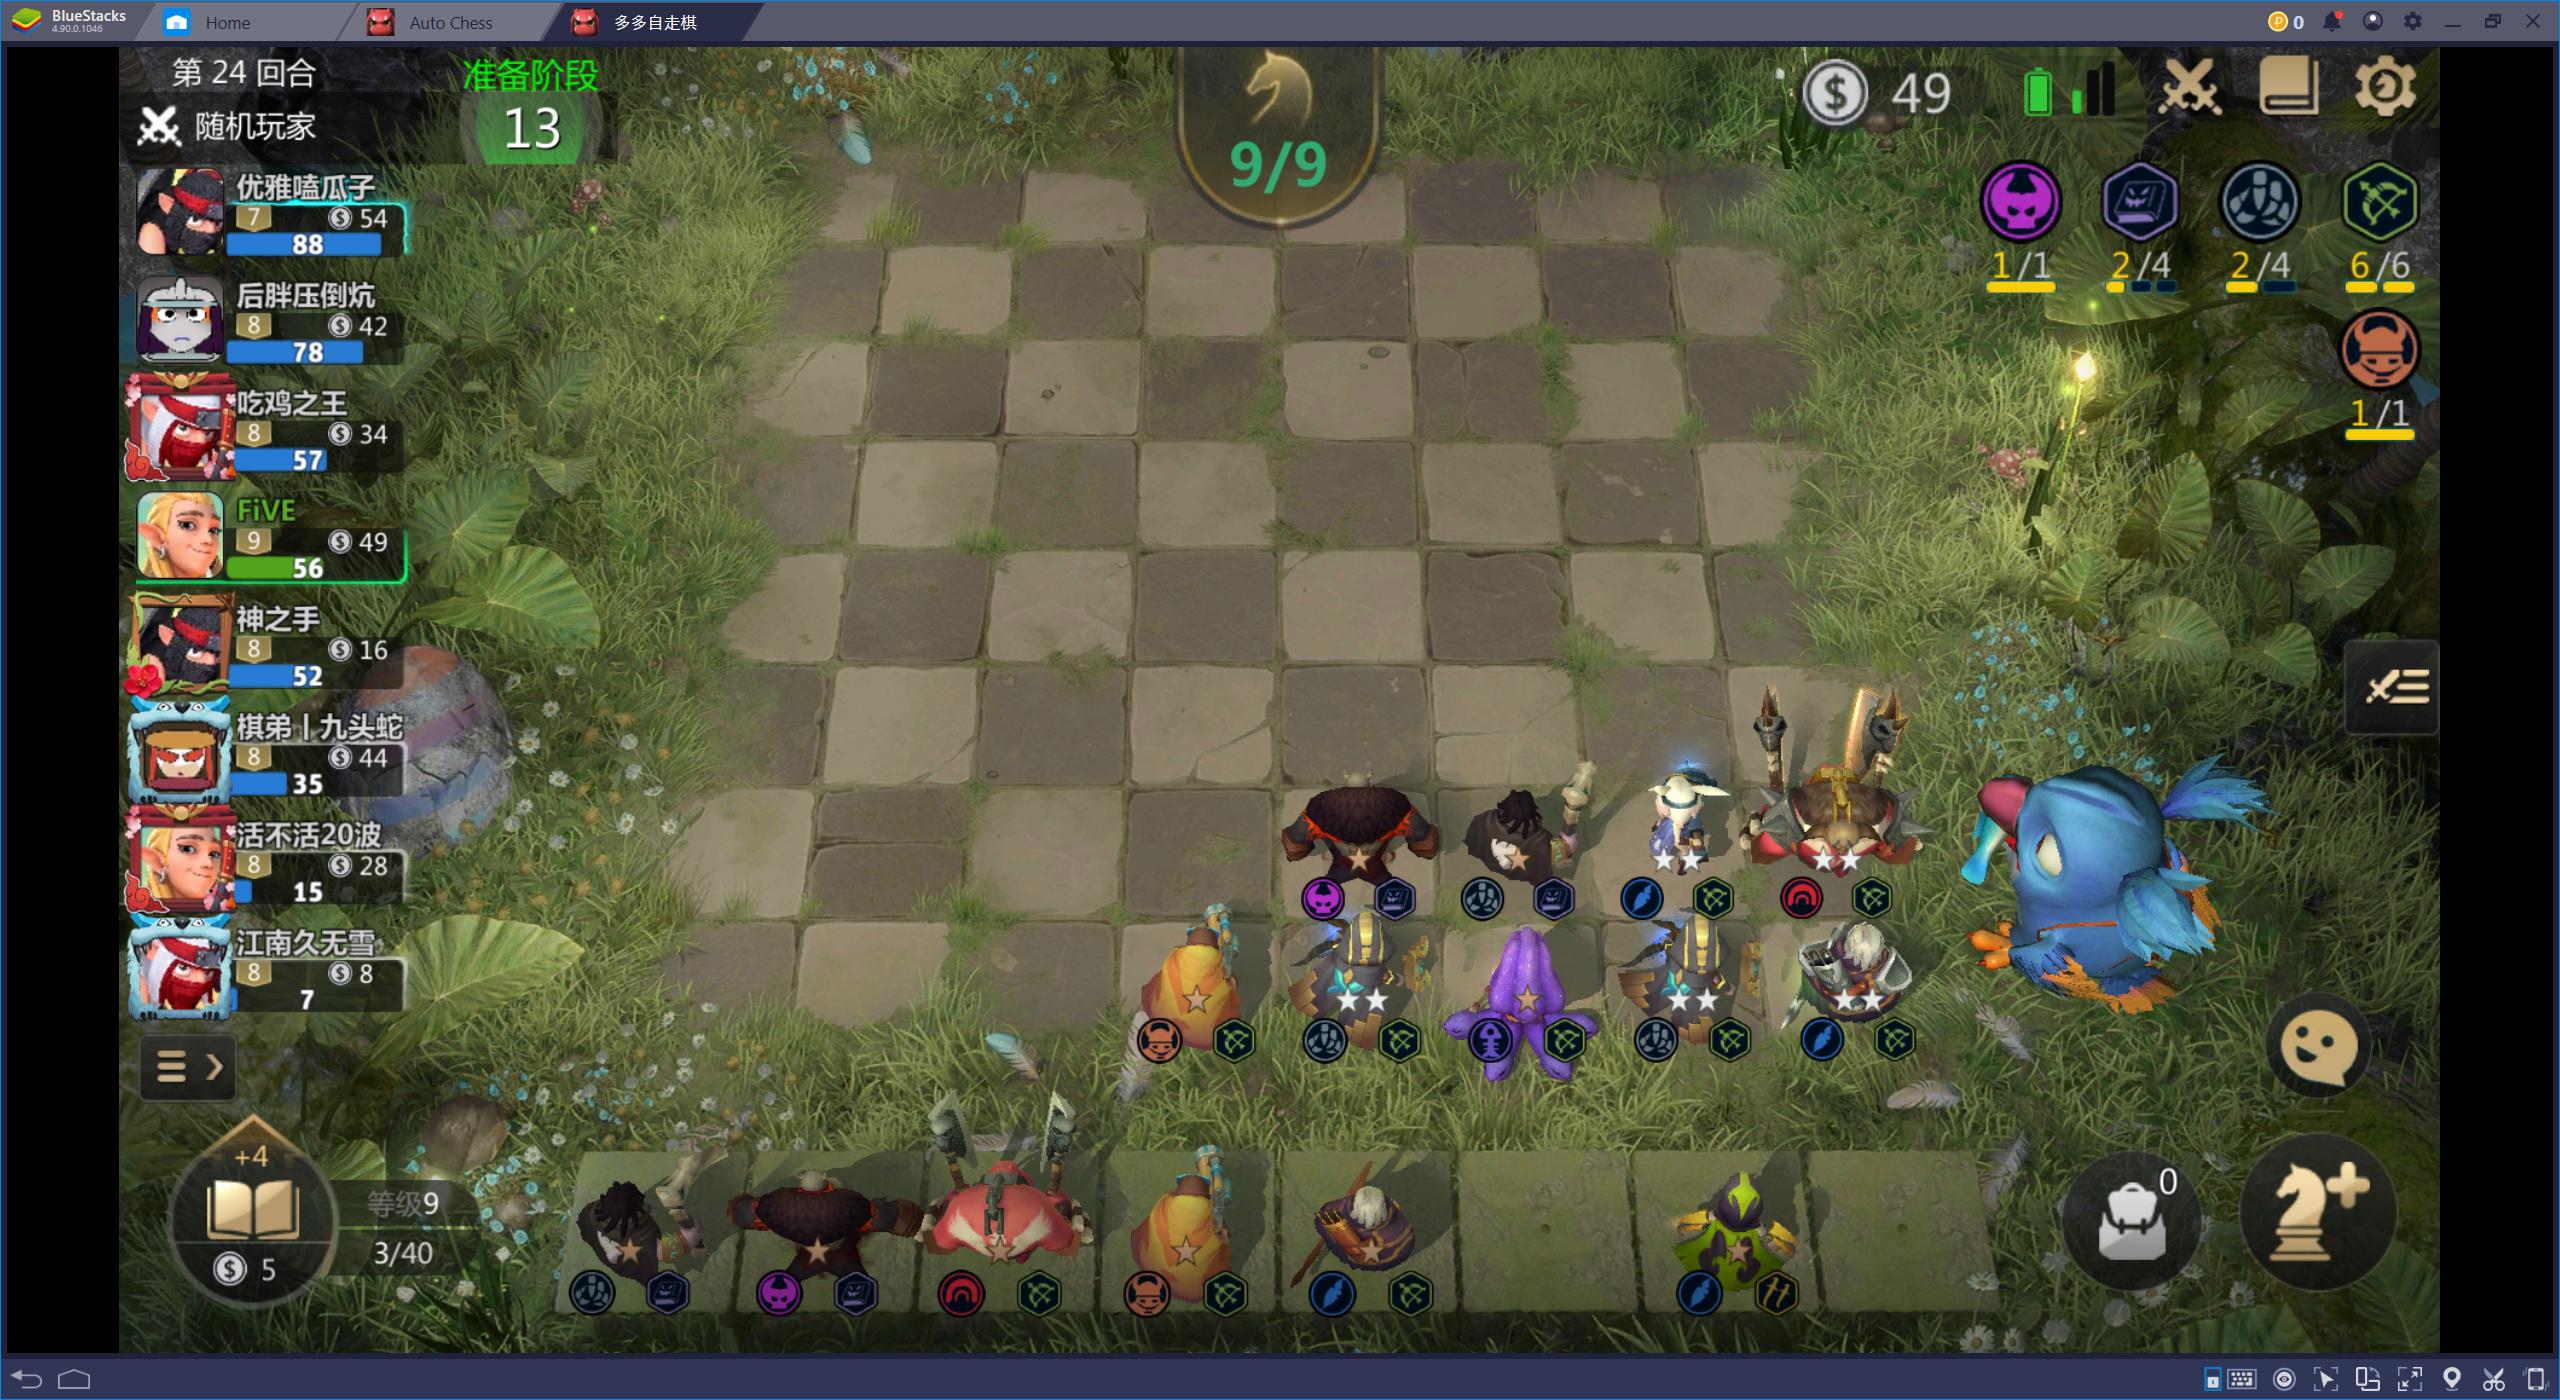 BlueStacks
4.90.0.1046
Home
Auto Chess
多多自走棋
0
第 24 回合
准备阶段
随机玩家
13
9/9
49
优雅嗑瓜子
7
54
88
后胖压倒炕
8
42
78
吃鸡之王
8
34
57
FiVE
9
49
56
神之手
8
16
52
棋弟丨九头蛇
8
44
35
活不活20波
8
28
15
江南久无雪
8
8
7
1/1
2/4
2/4
6/6
1/1
+4
5
等级9
3/40
0